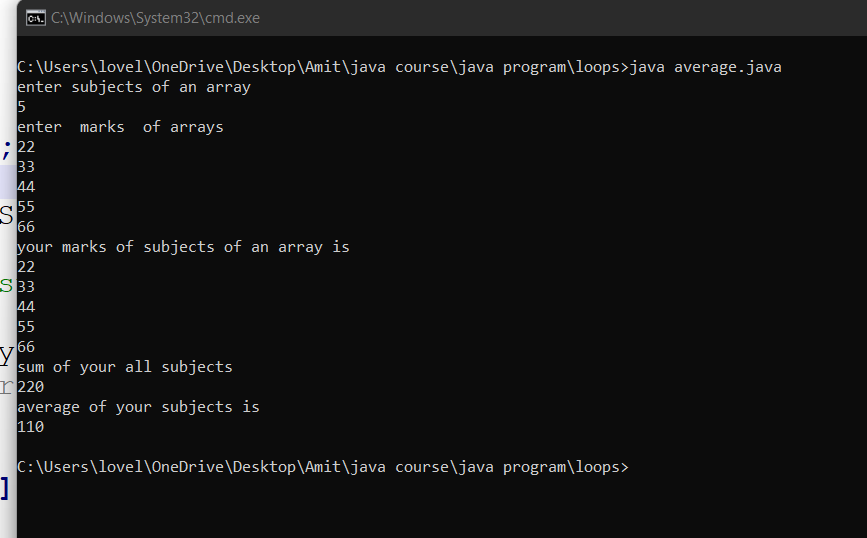 C:\Windows\System32\cmd.exe
C:\Users\lovel\OneDrive\Desktop\Amit\java course\java program\loops>java average.java
enter subjects of an array
5
enter  marks  of arrays
22
33
44
55
66
your marks of subjects of an array is
22
33
44
55
66
sum of your all subjects
220
average of your subjects is
110
C:\Users\lovel\OneDrive\Desktop\Amit\java course\java program\loops>
;
S
s
y
r
]